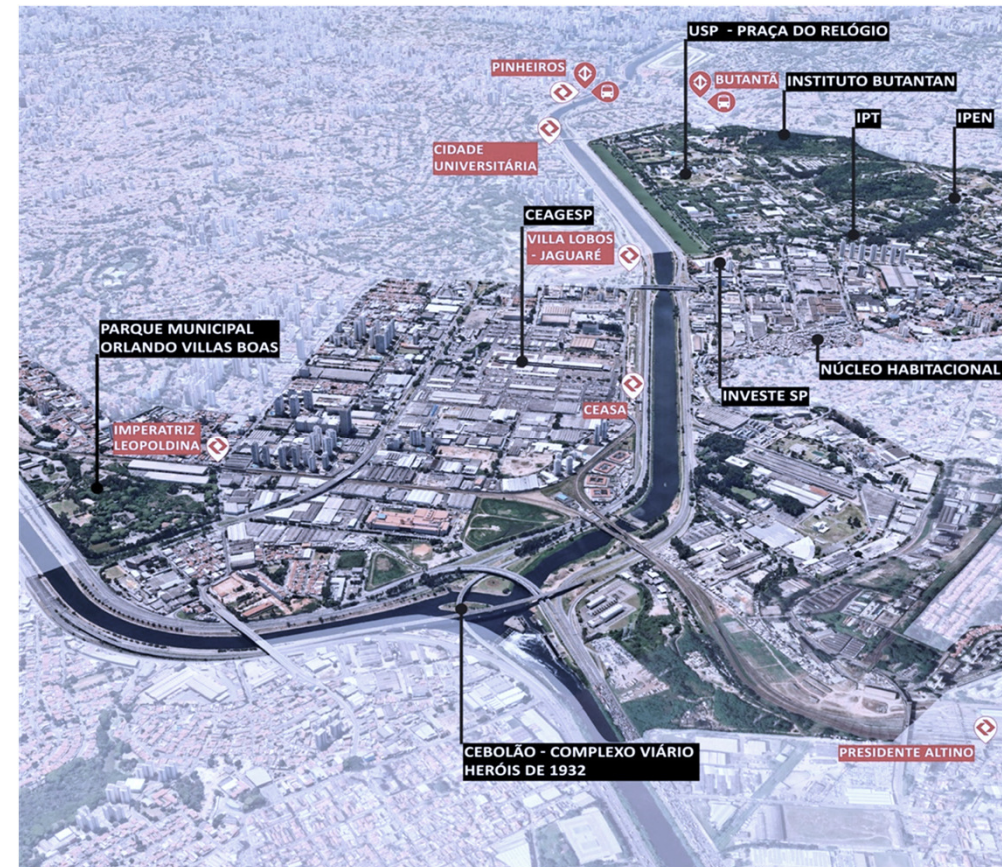 USP - PRAÇA DO RELÓGIO
PINHEIROS
BUTANTÃ
INSTITUTO BUTANTAN
IPT
IPEN
CIDADE
UNIVERSITÁRIA
CEAGESP
VILLA LOBOS
- JAGUARÉ
PARQUE MUNICIPAL
ORLANDO VILLAS BOAS
NÚCLEO HABITACIONAL
INVESTE SP
CEASA
IMPERATRIZ
LEOPOLDINA
CEBOLÃO - COMPLEXO VIÁRIO
HERÓIS DE 1932
PRESIDENTE ALTINO